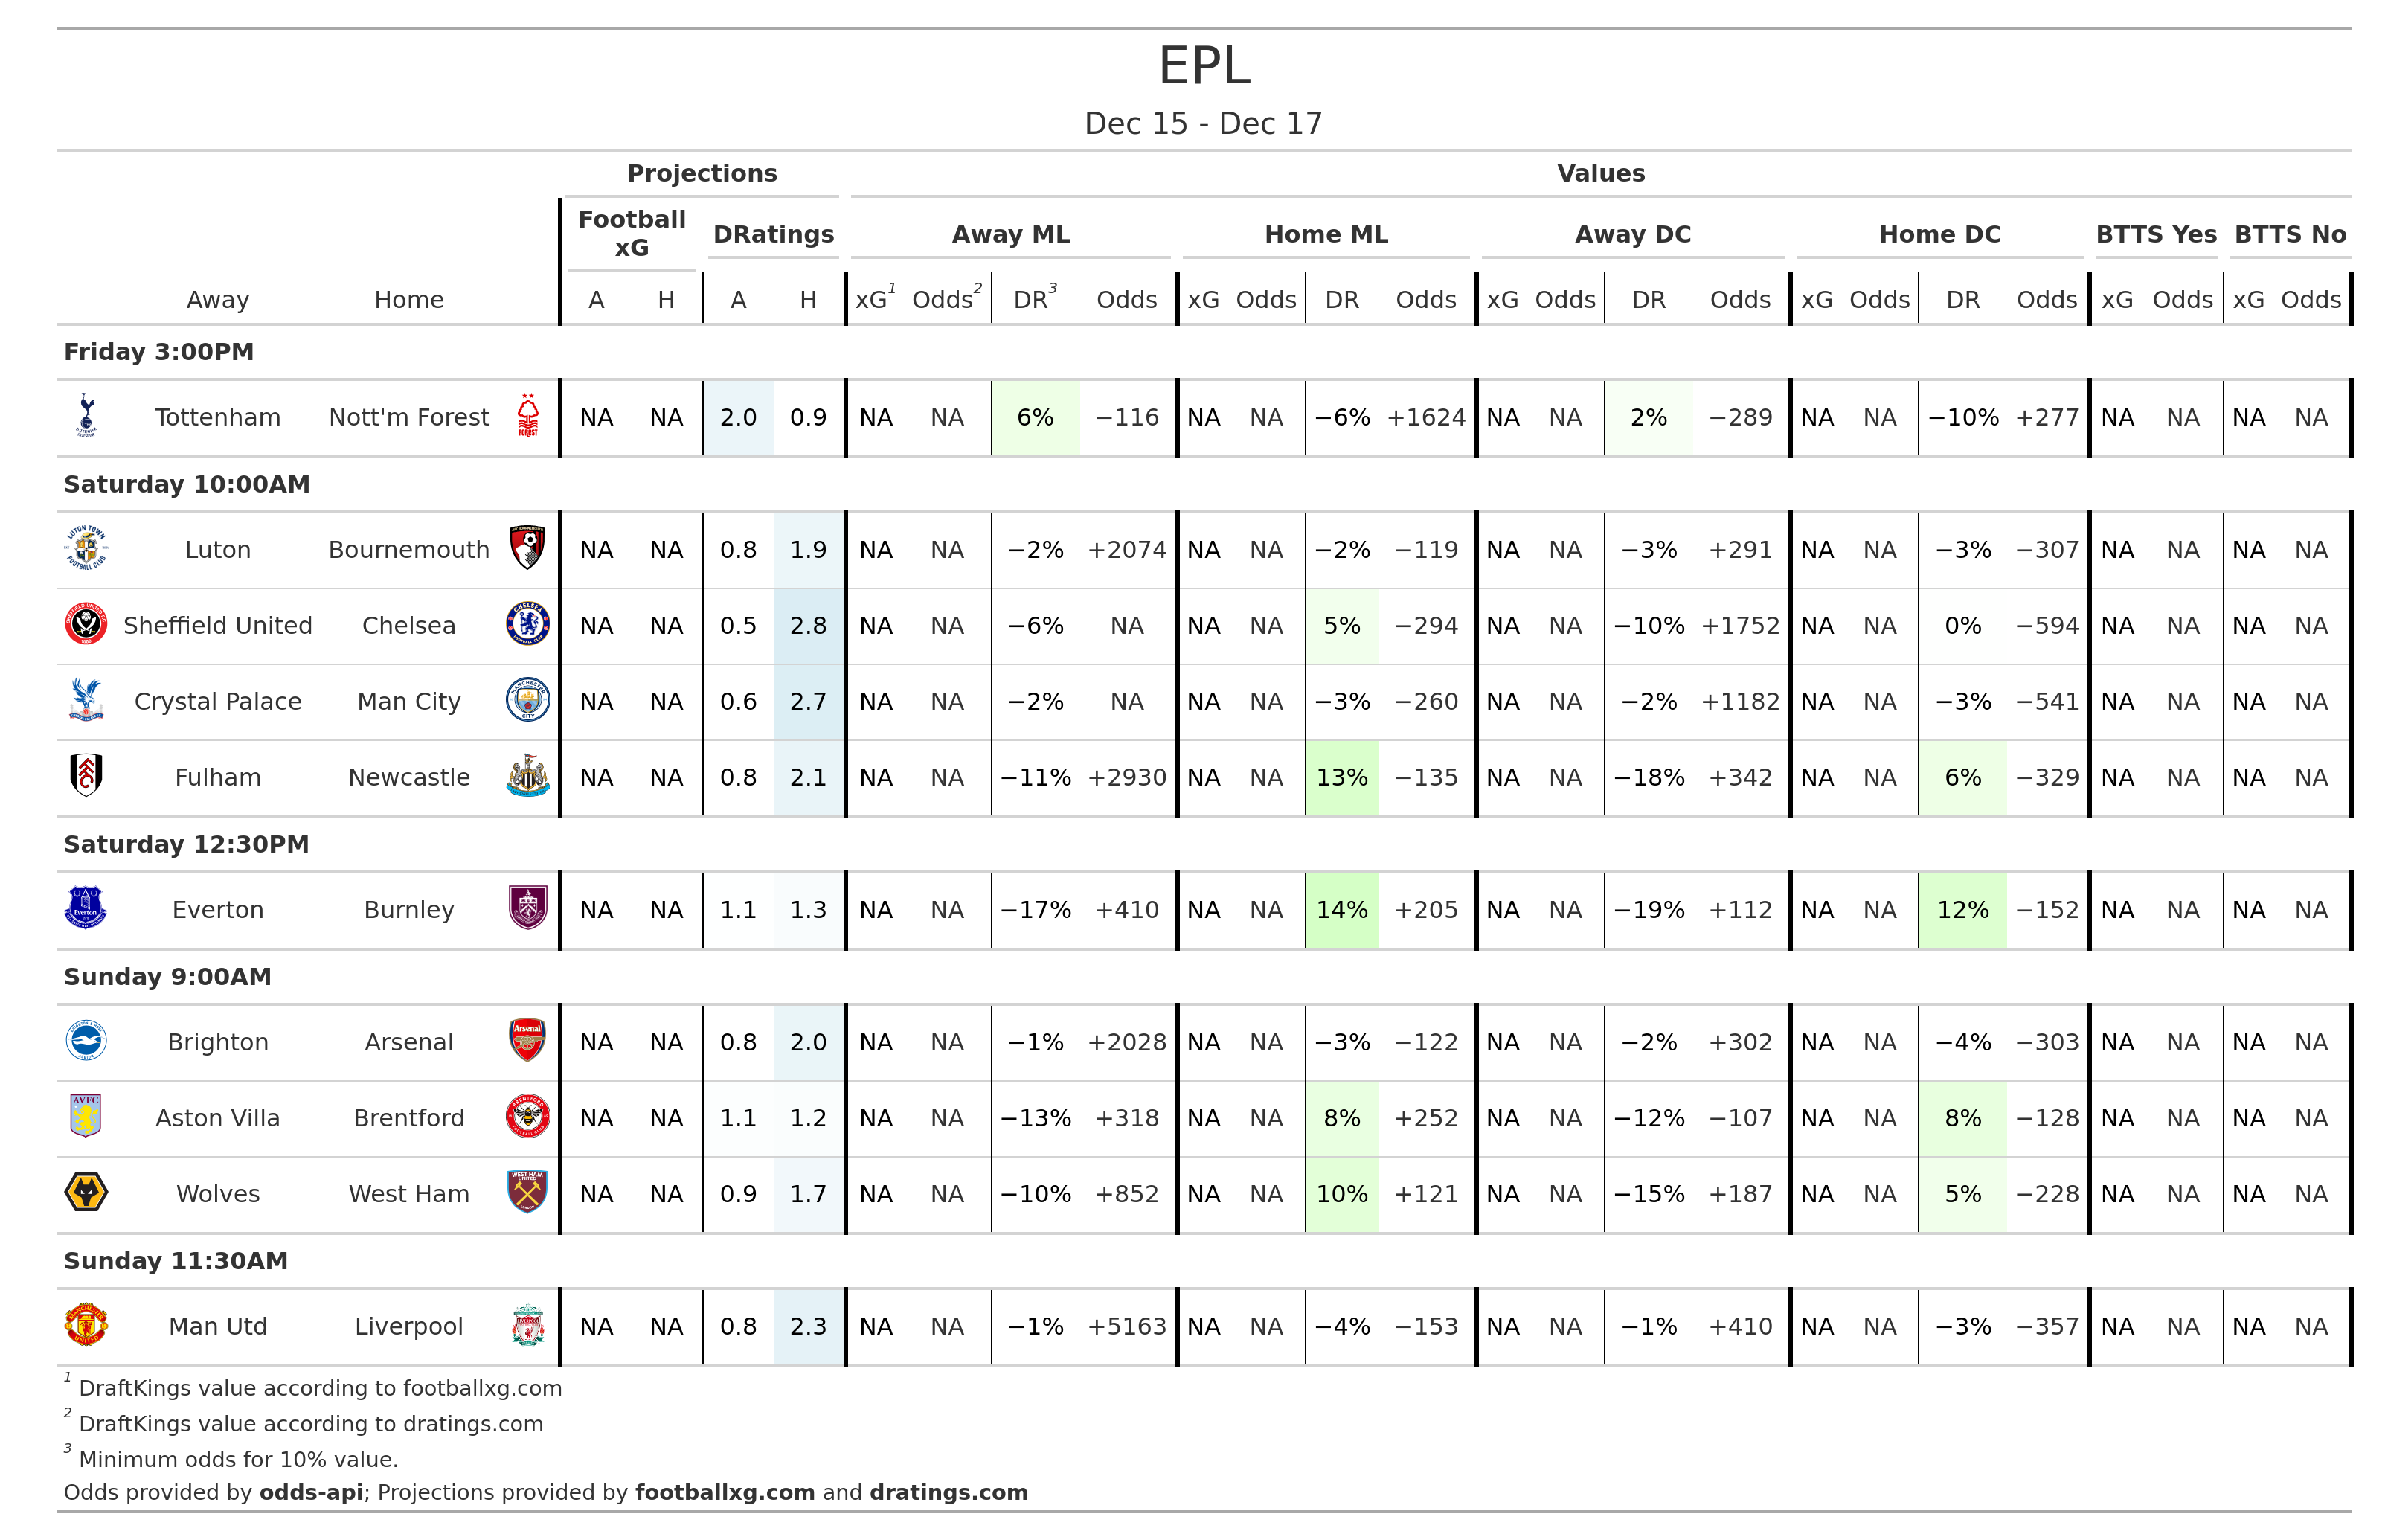 EPL
Dec 15 - Dec 17
Projections Values
Football xG DRatings Away ML Home ML Away DC Home DC BTTS Yes BTTS No
Away Home A H A H xG1 Odds2 DR3 Odds xG Odds DR Odds xG Odds DR Odds xG Odds DR Odds xG Odds xG Odds
Friday 3:00PM
Tottenham Nott'm Forest NA NA 2.0 0.9 NA NA 6% −116 NA NA −6% +1624 NA NA 2% −289 NA NA −10% +277 NA NA NA NA
Saturday 10:00AM
Luton Bournemouth NA NA 0.8 1.9 NA NA −2% +2074 NA NA −2% −119 NA NA −3% +291 NA NA −3% −307 NA NA NA NA
Sheffield United Chelsea NA NA 0.5 2.8 NA NA −6% NA NA NA 5% −294 NA NA −10% +1752 NA NA 0% −594 NA NA NA NA
Crystal Palace Man City NA NA 0.6 2.7 NA NA −2% NA NA NA −3% −260 NA NA −2% +1182 NA NA −3% −541 NA NA NA NA
Fulham Newcastle NA NA 0.8 2.1 NA NA −11% +2930 NA NA 13% −135 NA NA −18% +342 NA NA 6% −329 NA NA NA NA
Saturday 12:30PM
Everton Burnley NA NA 1.1 1.3 NA NA −17% +410 NA NA 14% +205 NA NA −19% +112 NA NA 12% −152 NA NA NA NA
Sunday 9:00AM
Brighton Arsenal NA NA 0.8 2.0 NA NA −1% +2028 NA NA −3% −122 NA NA −2% +302 NA NA −4% −303 NA NA NA NA
Aston Villa Brentford NA NA 1.1 1.2 NA NA −13% +318 NA NA 8% +252 NA NA −12% −107 NA NA 8% −128 NA NA NA NA
Wolves West Ham NA NA 0.9 1.7 NA NA −10% +852 NA NA 10% +121 NA NA −15% +187 NA NA 5% −228 NA NA NA NA
Sunday 11:30AM
Man Utd Liverpool NA NA 0.8 2.3 NA NA −1% +5163 NA NA −4% −153 NA NA −1% +410 NA NA −3% −357 NA NA NA NA
1 DraftKings value according to footballxg.com
2 DraftKings value according to dratings.com
3 Minimum odds for 10% value.
Odds provided by odds-api; Projections provided by footballxg.com and dratings.com